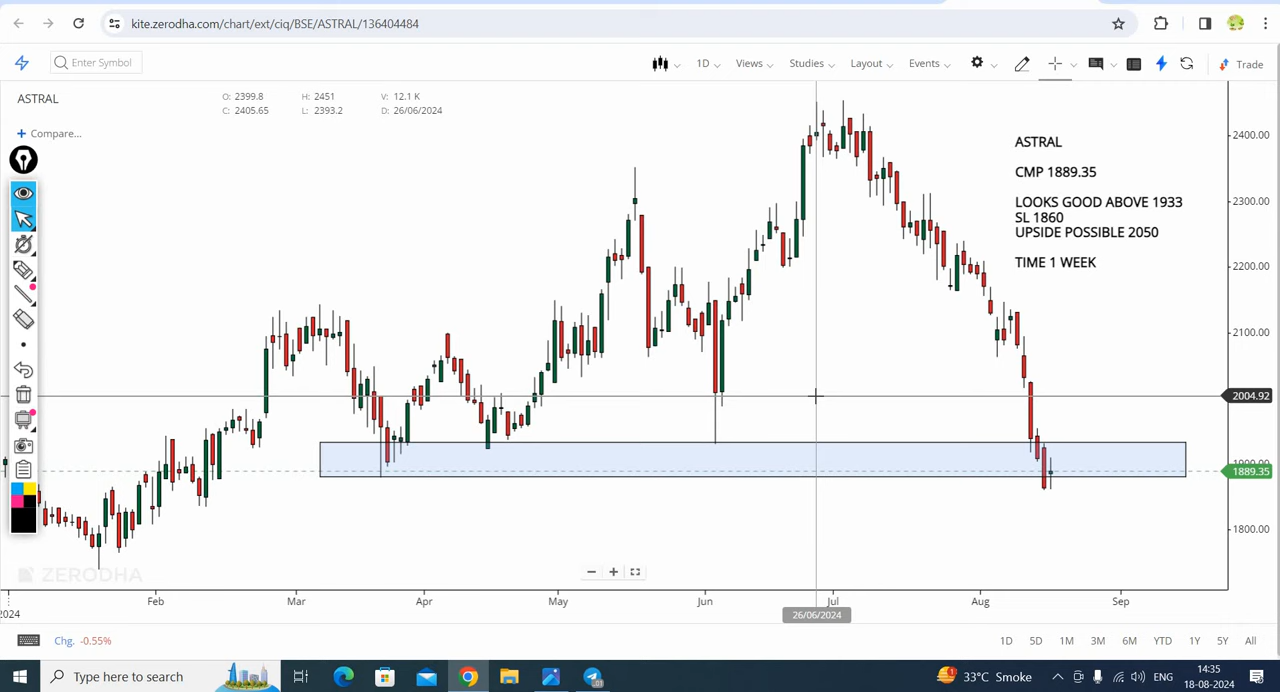 kite.zerodha.com/chart/ext/ciq/BSE/ASTRAL/136404484
Enter Symbol
1D
Views
Studies
Layout
Events
Trade
ASTRAL
O: 2399.8 H: 2451 V: 12.1 K
C: 2405.65 L: 2393.2 D: 26/06/2024
+ Compare...
ASTRAL
CMP 1889.35
LOOKS GOOD ABOVE 1933
SL 1860
UPSIDE POSSIBLE 2050
TIME 1 WEEK
2400.00
2300.00
2200.00
2100.00
2004.92
1889.35
1800.00
ZERODHA
2024
Feb
Mar
Apr
May
Jun
Jul
Aug
Sep
26/06/2024
Chg. -0.55%
1D 5D 1M 3M 6M YTD 1Y 5Y All
Type here to search
33°C Smoke
ENG
14:35
18-08-2024